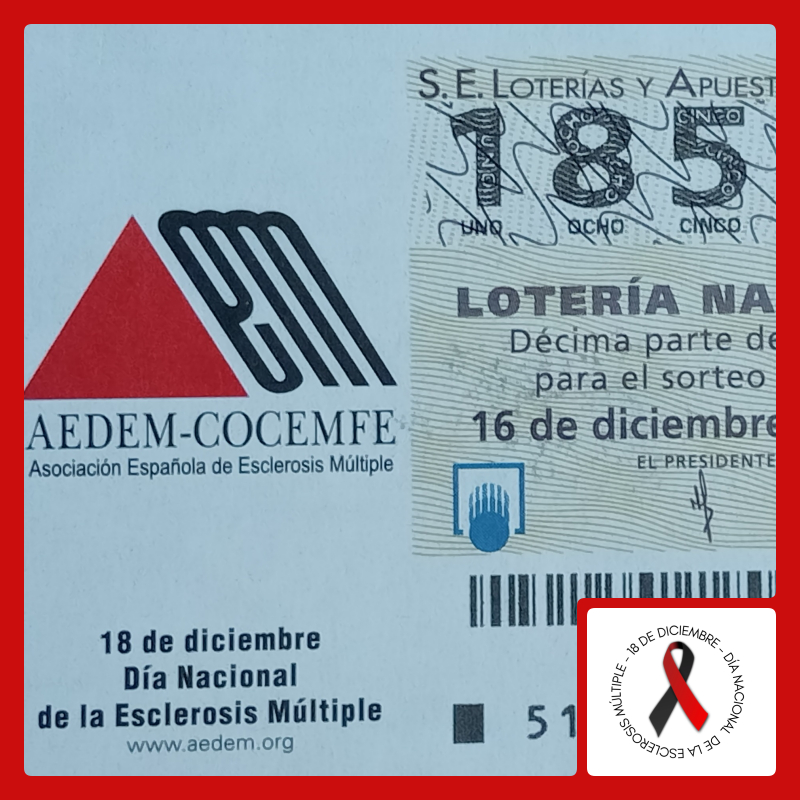 S.E. LOTERÍAS Y APUEST
185
UNO OCHO CINCO
em
LOTERÍA NA
Décima parte de
para el sorteo
16 de diciembre
EL PRESIDENTE
AEDEM-COCEMFE
Asociación Española de Esclerosis Múltiple
18 de diciembre
Día Nacional
de la Esclerosis Múltiple
www.aedem.org
51
18 DE DICIEMBRE - DÍA NACIONAL DE LA ESCLEROSIS MÚLTIPLE -